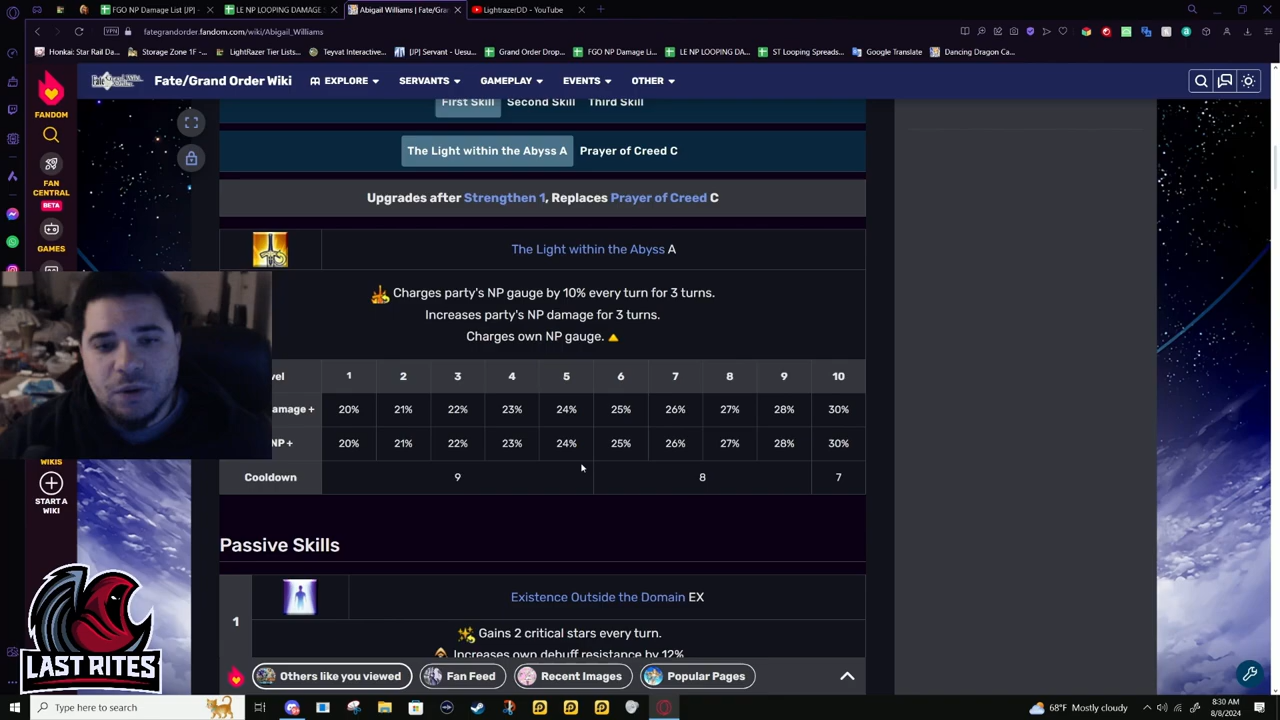 FGO NP Damage List [JP]
LE NP LOOPING DAMAGE
Abigail Williams | Fate/Gra
LightrazerDD - YouTube
VPN
fategrandorder.fandom.com/wiki/Abigail_Williams
Honkai: Star Rail Da...
Storage Zone 1F -...
LightRazer Tier Lists...
Teyvat Interactive...
[JP] Servant - Uesu...
Grand Order Drop...
FGO NP Damage Li...
LE NP LOOPING DA...
ST Looping Spreads...
Google Translate
Dancing Dragon Ca...
Fate/Grand Order Wiki
EXPLORE
SERVANTS
GAMEPLAY
EVENTS
OTHER
FANDOM
FAN
CENTRAL
BETA
GAMES
WIKIS
START A
WIKI
First Skill Second Skill Third Skill
The Light within the Abyss A Prayer of Creed C
Upgrades after Strengthen 1, Replaces Prayer of Creed C
The Light within the Abyss A
Charges party's NP gauge by 10% every turn for 3 turns.
Increases party's NP damage for 3 turns.
Charges own NP gauge.
vel 1 2 3 4 5 6 7 8 9 10
amage + 20% 21% 22% 23% 24% 25% 26% 27% 28% 30%
NP + 20% 21% 22% 23% 24% 25% 26% 27% 28% 30%
Cooldown 9 8 7
Passive Skills
1 Existence Outside the Domain EX
Gains 2 critical stars every turn.
Increases own debuff resistance by 12%
LAST RITES
Others like you viewed
Fan Feed
Recent Images
Popular Pages
Type here to search
68°F Mostly cloudy
8:30 AM
8/8/2024